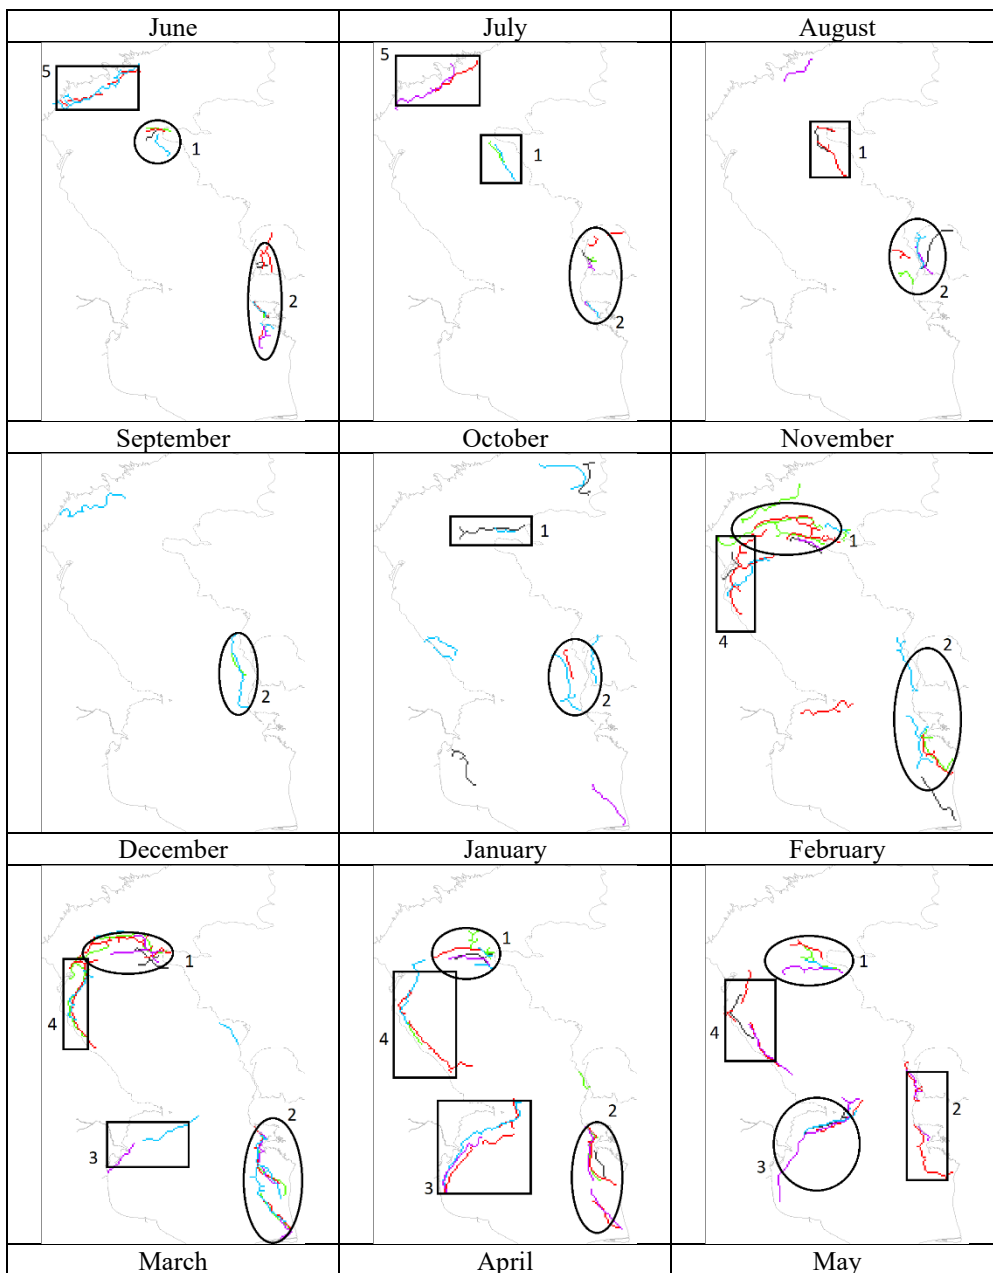 June July August
5 5
1 1 1
2 2 2
September October November
1 1
2 2 2
4
December January February
1 1 1
4 4 4
2 2 2
3 3 3
March April May